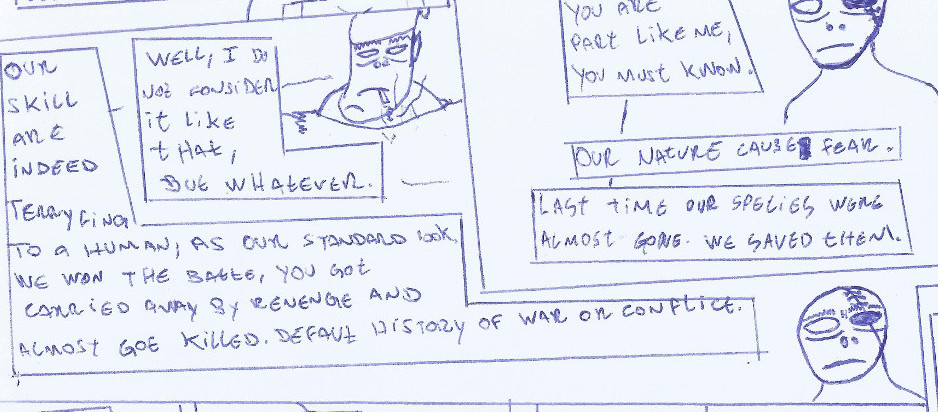 OUR
SKILL
ARE
INDEED
TERRYFING
TO A HUMAN, AS OUR STANDARD LOOK,
WE WON THE BATTE, YOU GOT
CARRIED AWAY BY REVENGE AND
ALMOST GOT KILLED. DEFAUT HISTORY OF WAR OR CONFLICT.
WELL, I DO
NOT CONSIDER
IT LIKE
THAT,
BUT WHATEVER.
YOU ARE
PART LIKE ME,
YOU MUST KNOW.
OUR NATURE CAUSE FEAR.
LAST TIME OUR SPECIES WERE
ALMOST GONE. WE SAVED THEM.